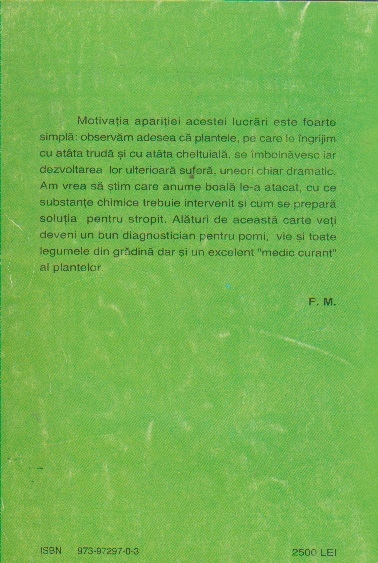 Motivația apariției acestei lucrări este foarte
simplă: observăm adesea că plantele, pe care le îngrijim
cu atâta trudă și cu atâta cheltuială, se îmbolnăvesc iar
dezvoltarea lor ulterioară suferă, uneori chiar dramatic.
Am vrea să știm care anume boală le-a atacat, cu ce
substanțe chimice trebuie intervenit și cum se prepară
soluția pentru stropit. Alături de această carte veți
deveni un bun diagnostician pentru pomi, vie și toate
legumele din grădină dar și un excelent "medic curant"
al plantelor
F. M.
ISBN 973-97297-0-3
2500 LEI